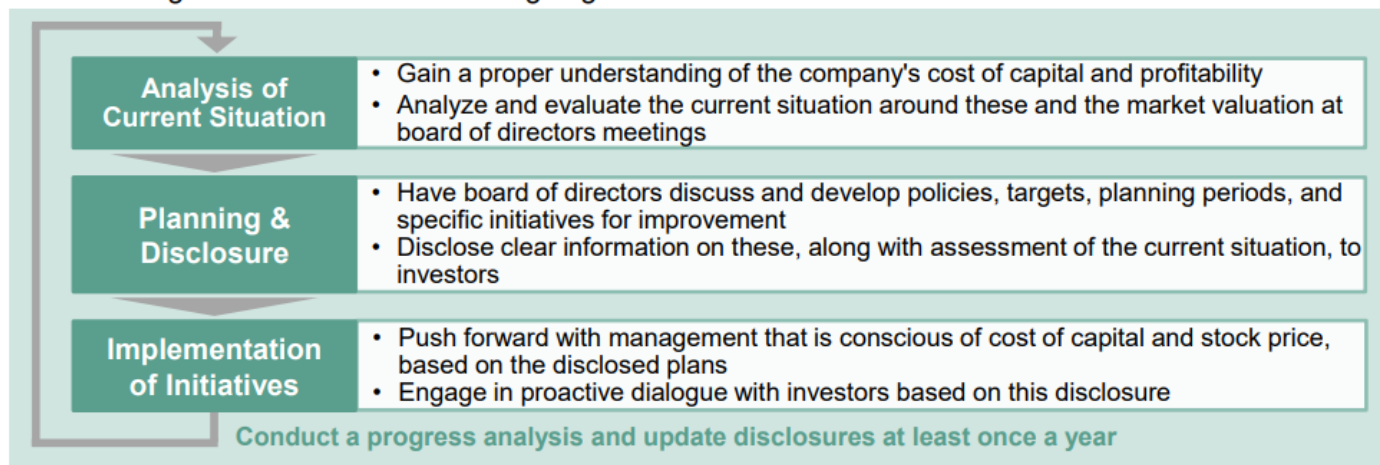 Analysis of
Current Situation
• Gain a proper understanding of the company's cost of capital and profitability
• Analyze and evaluate the current situation around these and the market valuation at
board of directors meetings
Planning &
Disclosure
• Have board of directors discuss and develop policies, targets, planning periods, and
specific initiatives for improvement
• Disclose clear information on these, along with assessment of the current situation, to
investors
Implementation
of Initiatives
• Push forward with management that is conscious of cost of capital and stock price,
based on the disclosed plans
• Engage in proactive dialogue with investors based on this disclosure
Conduct a progress analysis and update disclosures at least once a year